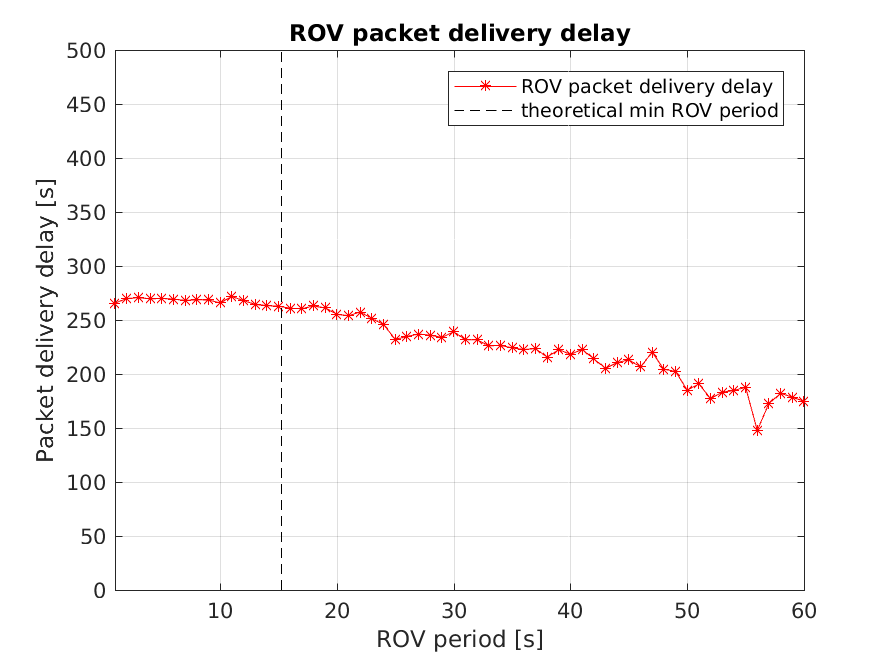 ROV packet delivery delay
500
450
400
350
300
250
200
150
100
50
0
Packet delivery delay [s]
ROV packet delivery delay
theoretical min ROV period
10 20 30 40 50 60
ROV period [s]